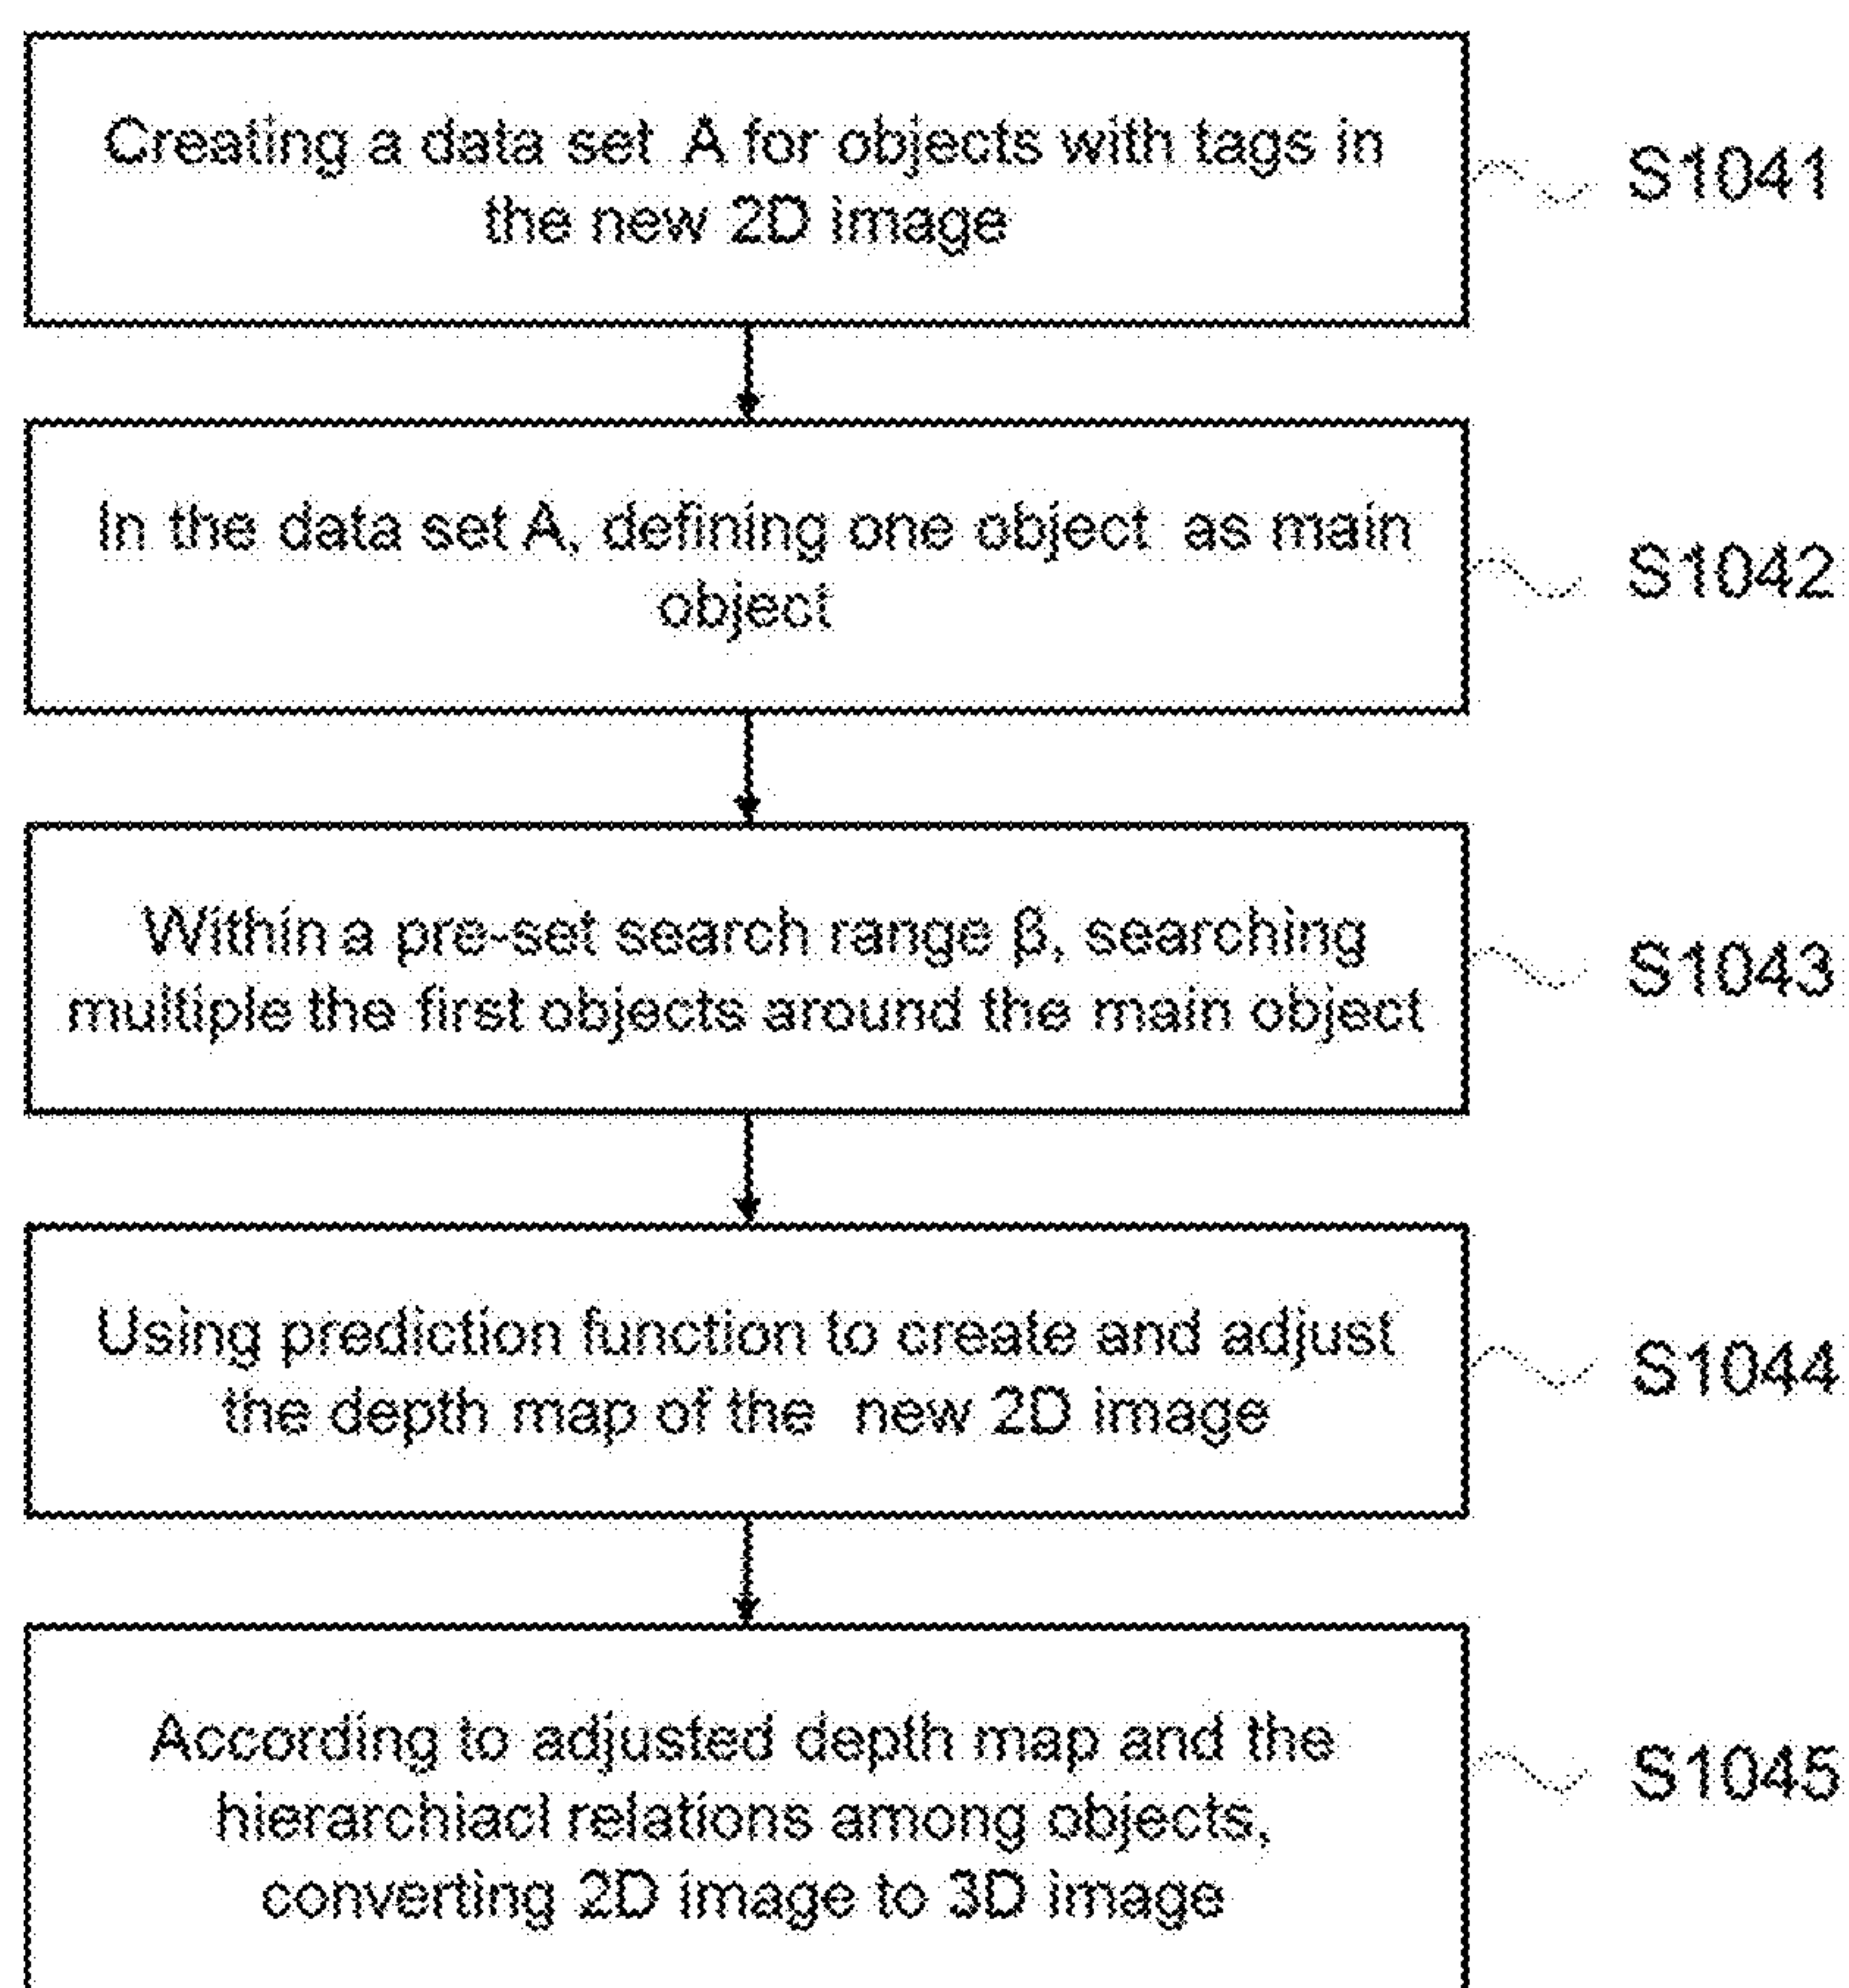 Creating a data set A for objects with tags in
the new 2D image
S1041
In the data set A, defining one object as main
object
S1042
Within a pre-set search range β, searching
multiple the first objects around the main object
S1043
Using prediction function to create and adjust
the depth map of the new 2D image
S1044
According to adjusted depth map and the
hierarchiacl relations among objects,
converting 2D image to 3D image
S1045